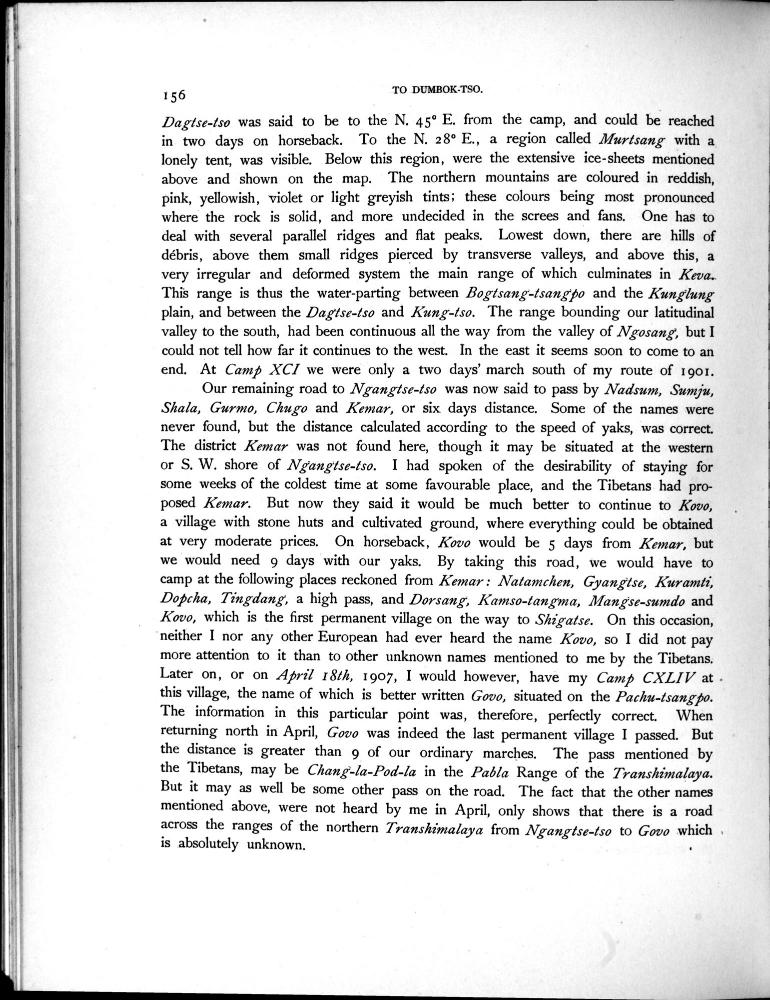 156
TO DUMBOK-TSO.
Dagtse-tso was said to be to the N. 45° E. from the camp, and could be reached
in two days on horseback. To the N. 28° E., a region called Murtsang with a
lonely tent, was visible. Below this region, were the extensive ice-sheets mentioned
above and shown on the map. The northern mountains are coloured in reddish,
pink, yellowish, violet or light greyish tints; these colours being most pronounced
where the rock is solid, and more undecided in the screes and fans. One has to
deal with several parallel ridges and flat peaks. Lowest down, there are hills of
débris, above them small ridges pierced by transverse valleys, and above this, a
very irregular and deformed system the main range of which culminates in Keva.
This range is thus the water-parting between Bogtsang-tsangpo and the Kunglung
plain, and between the Dagtse-tso and Kung-tso. The range bounding our latitudinal
valley to the south, had been continuous all the way from the valley of Ngosang, but I
could not tell how far it continues to the west. In the east it seems soon to come to an
end. At Camp XCI we were only a two days' march south of my route of 1901.
Our remaining road to Ngangtse-tso was now said to pass by Nadsum, Sumju,
Shala, Gurmo, Chugo and Kemar, or six days distance. Some of the names were
never found, but the distance calculated according to the speed of yaks, was correct.
The district Kemar was not found here, though it may be situated at the western
or S. W. shore of Ngangtse-tso. I had spoken of the desirability of staying for
some weeks of the coldest time at some favourable place, and the Tibetans had pro-
posed Kemar. But now they said it would be much better to continue to Kovo,
a village with stone huts and cultivated ground, where everything could be obtained
at very moderate prices. On horseback, Kovo would be 5 days from Kemar, but
we would need 9 days with our yaks. By taking this road, we would have to
camp at the following places reckoned from Kemar: Natamchen, Gyangtse, Kuramti,
Dopcha, Tingdang, a high pass, and Dorsang, Kamso-tangma, Mangse-sumdo and
Kovo, which is the first permanent village on the way to Shigatse. On this occasion,
neither I nor any other European had ever heard the name Kovo, so I did not pay
more attention to it than to other unknown names mentioned to me by the Tibetans.
Later on, or on April 18th, 1907, I would however, have my Camp CXLIV at
this village, the name of which is better written Govo, situated on the Pachu-tsangpo.
The information in this particular point was, therefore, perfectly correct. When
returning north in April, Govo was indeed the last permanent village I passed. But
the distance is greater than 9 of our ordinary marches. The pass mentioned by
the Tibetans, may be Chang-la-Pod-la in the Pabla Range of the Transhimalaya.
But it may as well be some other pass on the road. The fact that the other names
mentioned above, were not heard by me in April, only shows that there is a road
across the ranges of the northern Transhimalaya from Ngangtse-tso to Govo which
is absolutely unknown.